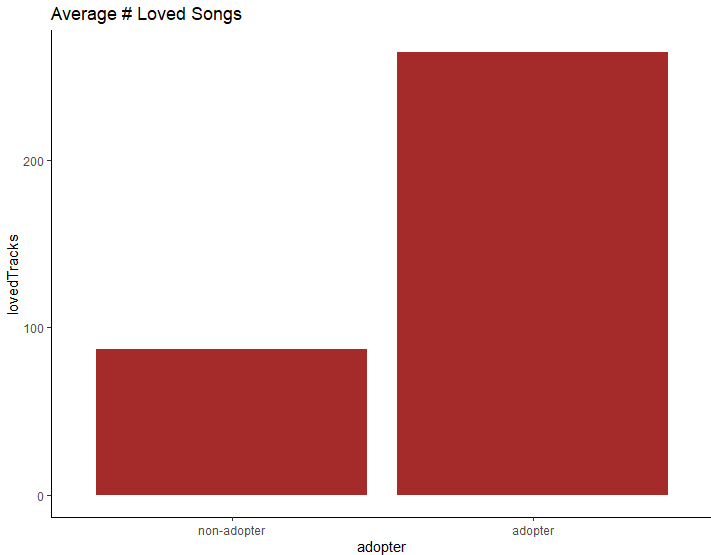 Average # Loved Songs
200
100
0
lovedTracks
non-adopter
adopter
adopter